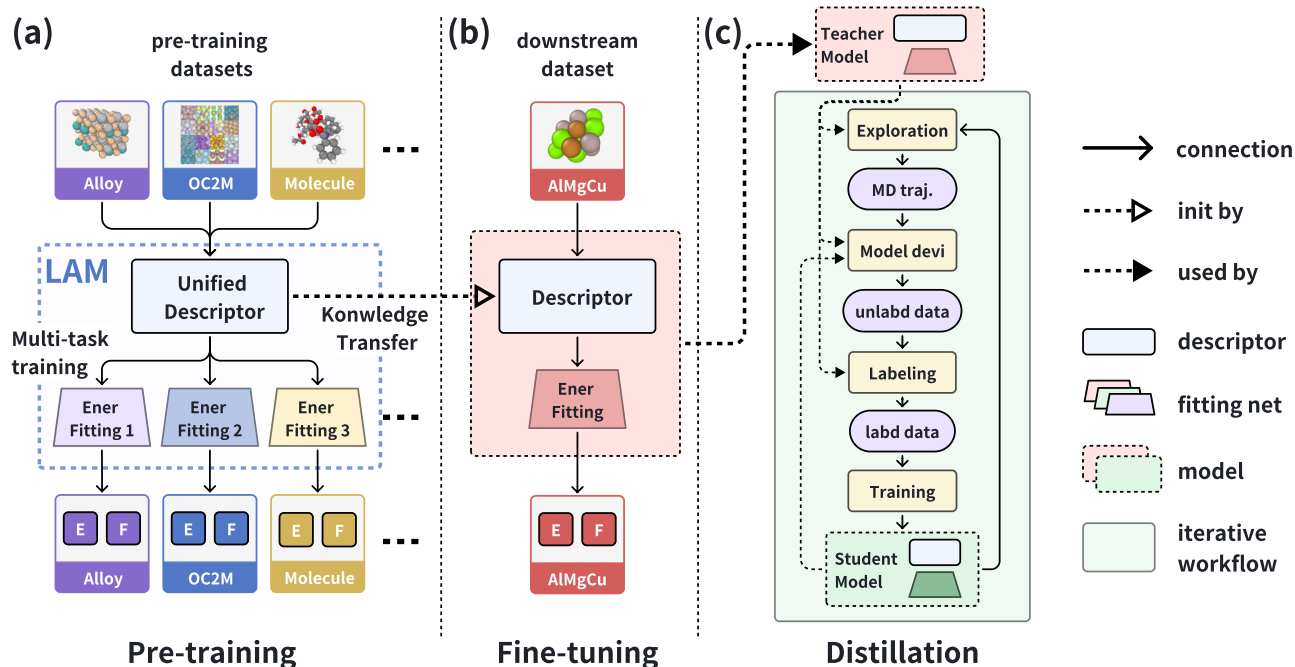 (a)
pre-training
datasets
Alloy
OC2M
Molecule
LAM
Unified
Descriptor
Multi-task
training
Konwledge
Transfer
Ener
Fitting 1
Ener
Fitting 2
Ener
Fitting 3
E F
Alloy
E F
OC2M
E F
Molecule
Pre-training
(b)
downstream
dataset
AlMgCu
Descriptor
Ener
Fitting
E F
AlMgCu
Fine-tuning
(c)
Teacher
Model
Exploration
MD traj.
Model devi
unlabd data
Labeling
labd data
Training
Student
Model
Distillation
connection
init by
used by
descriptor
fitting net
model
iterative
workflow